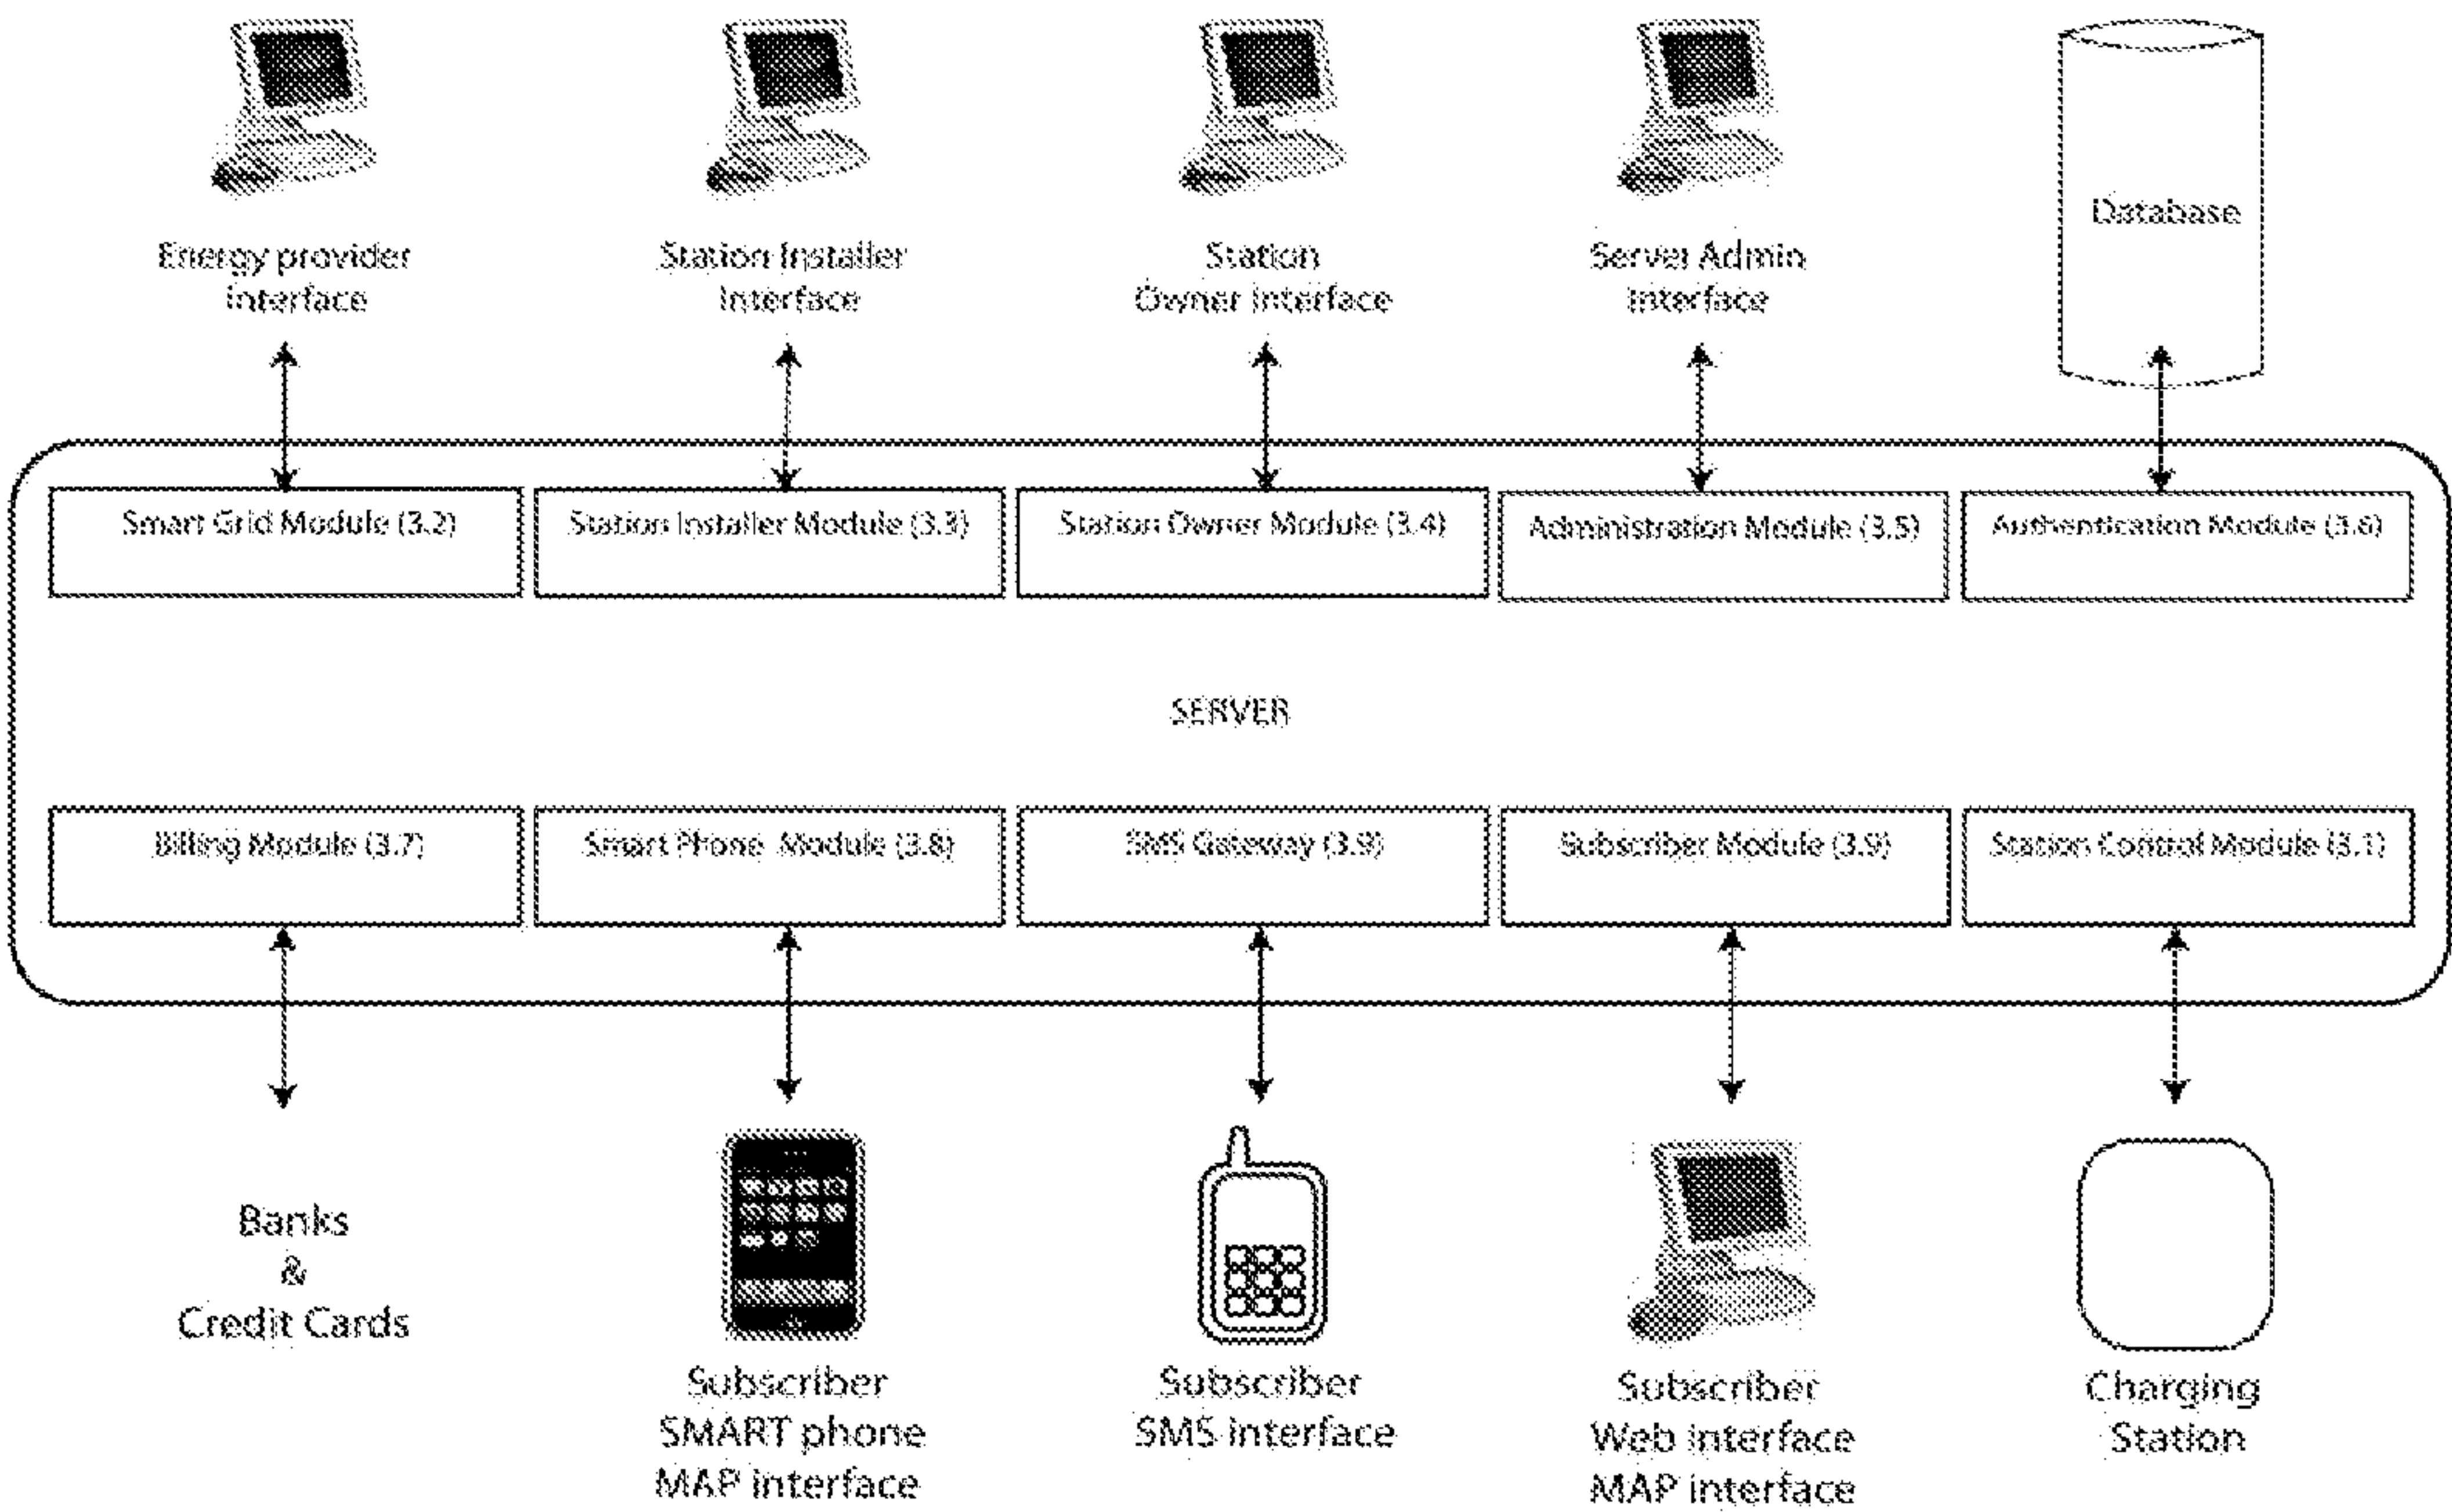 Energy provider
interface
Station Installer
Interface
Station
Owner interface
Server Admin
interface
Database
Smart Grid Module (3.2)
Station Installer Module (3.3)
Station Owner Module (3.4)
Administration Module (3.5)
Authentication Module (3.6)
SERVER
Billing Module (3.7)
Smart Phone Module (3.8)
SMS Gateway (3.9)
Subscriber Module (3.9)
Station Control Module (3.1)
Banks
&
Credit Cards
Subscriber
SMART phone
MAP interface
Subscriber
SMS interface
Subscriber
Web interface
MAP interface
Charging
Station